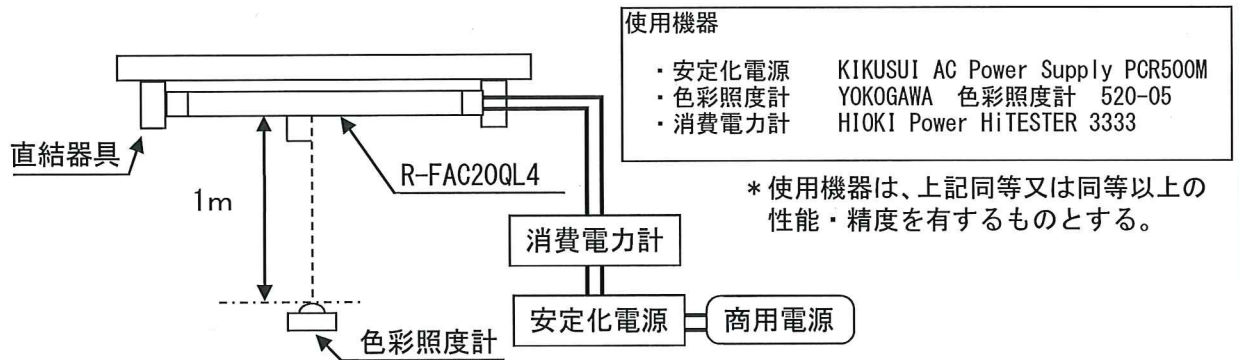 使用機器
・安定化電源 KIKUSUI AC Power Supply PCR500M
・色彩照度計 YOKOGAWA 色彩照度計 520-05
・消費電力計 HIOKI Power HiTESTER 3333
直結器具
R-FAC20QL4
1m
＊使用機器は、上記同等又は同等以上の
性能・精度を有するものとする。
消費電力計
安定化電源
商用電源
色彩照度計